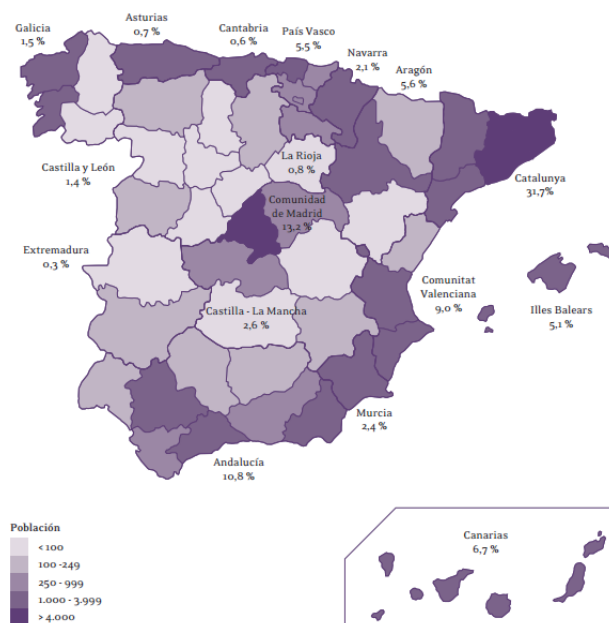 Galicia
1,5 %
Asturias
0,7 %
Cantabria
0,6 %
País Vasco
5,5 %
Navarra
2,1 %
Aragón
5,6 %
La Rioja
0,8 %
Castilla y León
1,4 %
Catalunya
31,7%
Comunidad
de Madrid
13,2 %
Extremadura
0,3 %
Comunitat
Valenciana
9,0 %
Illes Balears
5,1 %
Castilla - La Mancha
2,6 %
Murcia
2,4 %
Andalucía
10,8 %
Canarias
6,7 %
Población
< 100
100 -249
250 - 999
1.000 - 3.999
> 4.000